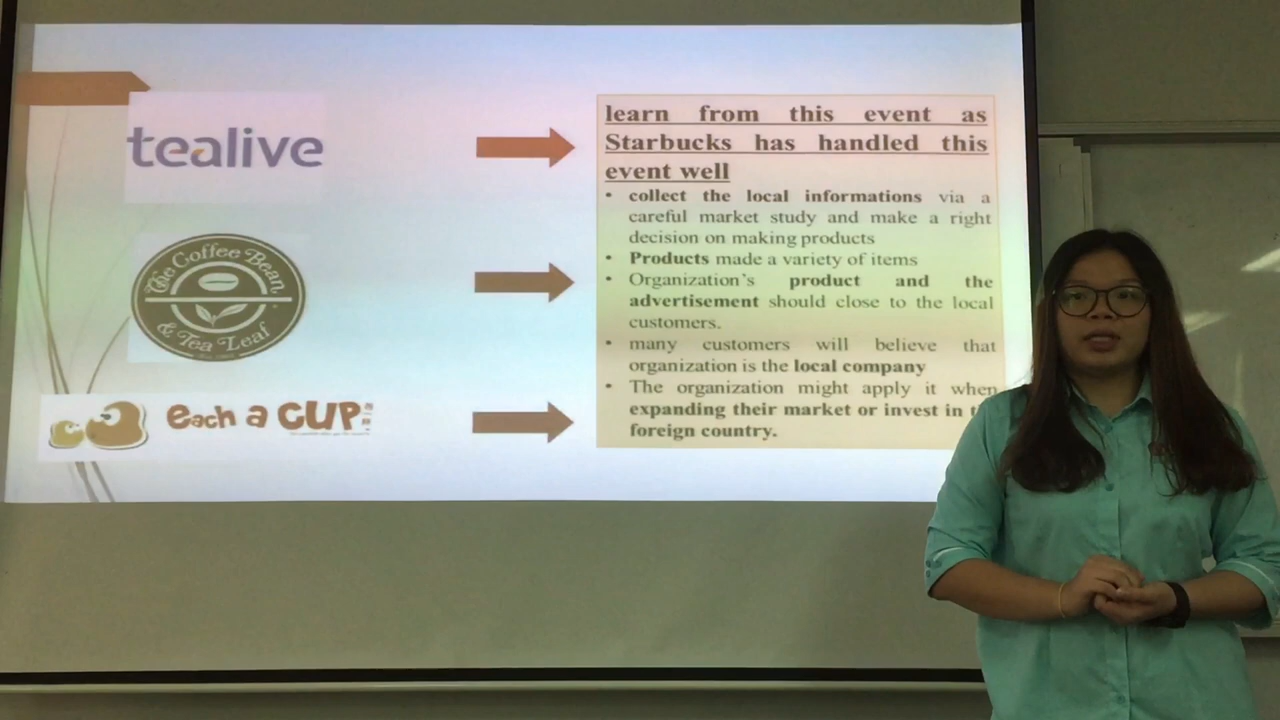 tealive
The Coffee Bean
& Tea Leaf
each a CUP
learn from this event as
Starbucks has handled this
event well
• collect the local informations via a
careful market study and make a right
decision on making products
• Products made a variety of items
• Organization's product and the
advertisement should close to the local
customers.
• many customers will believe that
organization is the local company
• The organization might apply it when
expanding their market or invest in
foreign country.